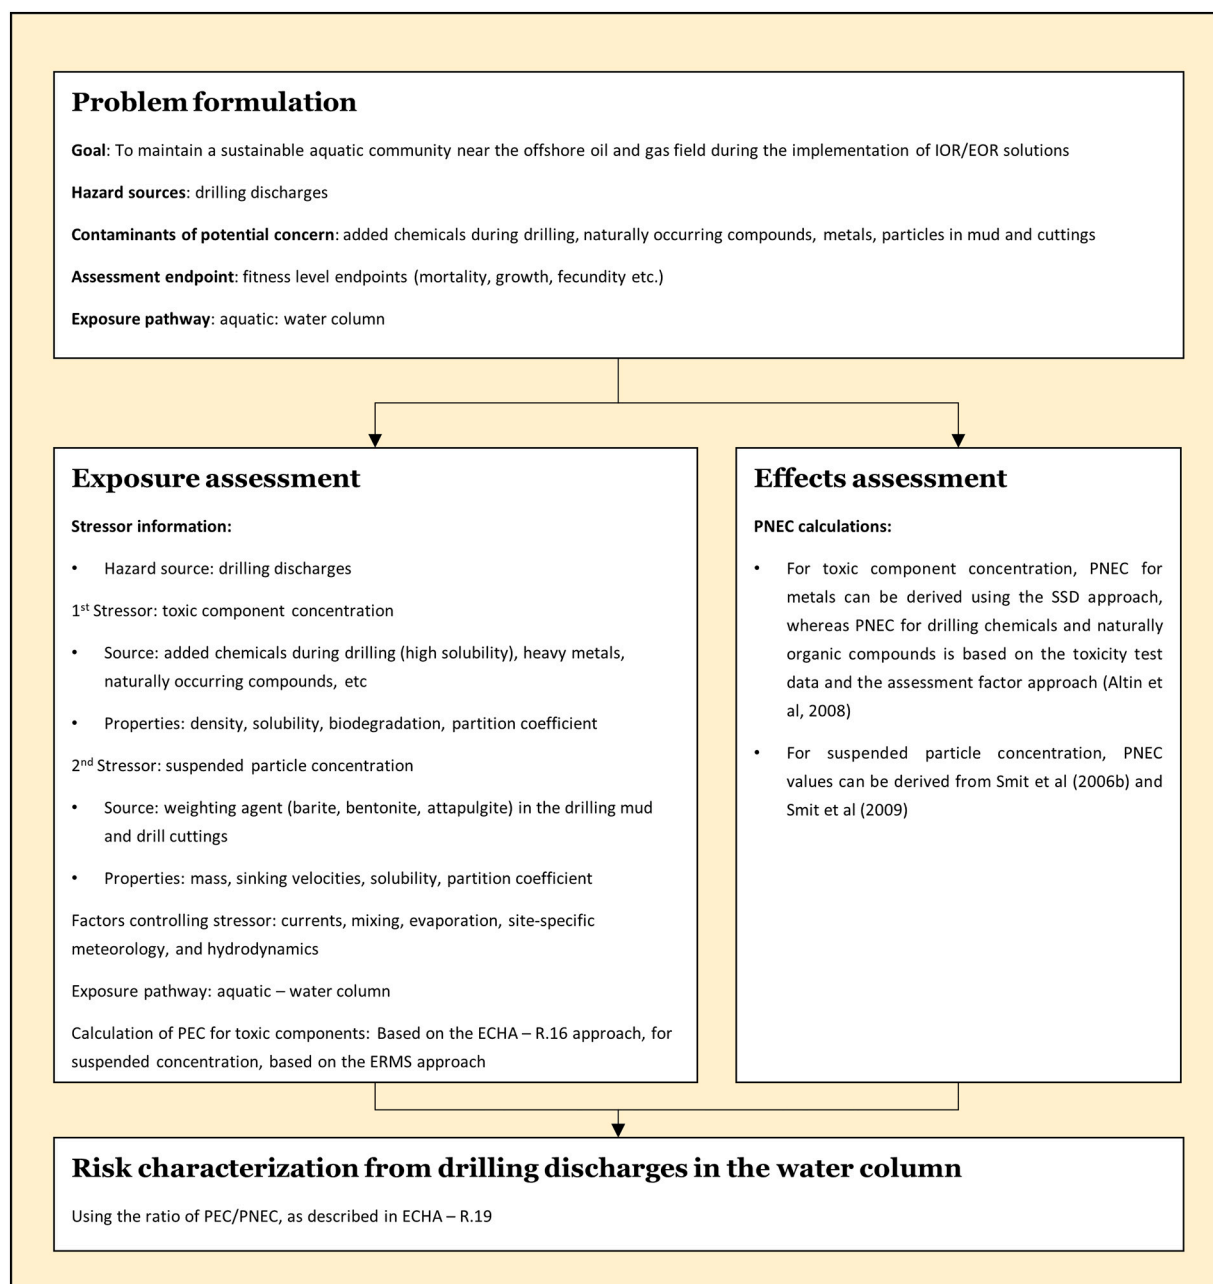 Problem formulation
Goal: To maintain a sustainable aquatic community near the offshore oil and gas field during the implementation of IOR/EOR solutions
Hazard sources: drilling discharges
Contaminants of potential concern: added chemicals during drilling, naturally occurring compounds, metals, particles in mud and cuttings
Assessment endpoint: fitness level endpoints (mortality, growth, fecundity etc.)
Exposure pathway: aquatic: water column
Exposure assessment
Stressor information:
• Hazard source: drilling discharges
1st Stressor: toxic component concentration
• Source: added chemicals during drilling (high solubility), heavy metals,
naturally occurring compounds, etc
• Properties: density, solubility, biodegradation, partition coefficient
2nd Stressor: suspended particle concentration
• Source: weighting agent (barite, bentonite, attapulgite) in the drilling mud
and drill cuttings
• Properties: mass, sinking velocities, solubility, partition coefficient
Factors controlling stressor: currents, mixing, evaporation, site-specific
meteorology, and hydrodynamics
Exposure pathway: aquatic – water column
Calculation of PEC for toxic components: Based on the ECHA – R.16 approach, for
suspended concentration, based on the ERMS approach
Effects assessment
PNEC calculations:
• For toxic component concentration, PNEC for
metals can be derived using the SSD approach,
whereas PNEC for drilling chemicals and naturally
organic compounds is based on the toxicity test
data and the assessment factor approach (Altin et
al, 2008)
• For suspended particle concentration, PNEC
values can be derived from Smit et al (2006b) and
Smit et al (2009)
Risk characterization from drilling discharges in the water column
Using the ratio of PEC/PNEC, as described in ECHA – R.19